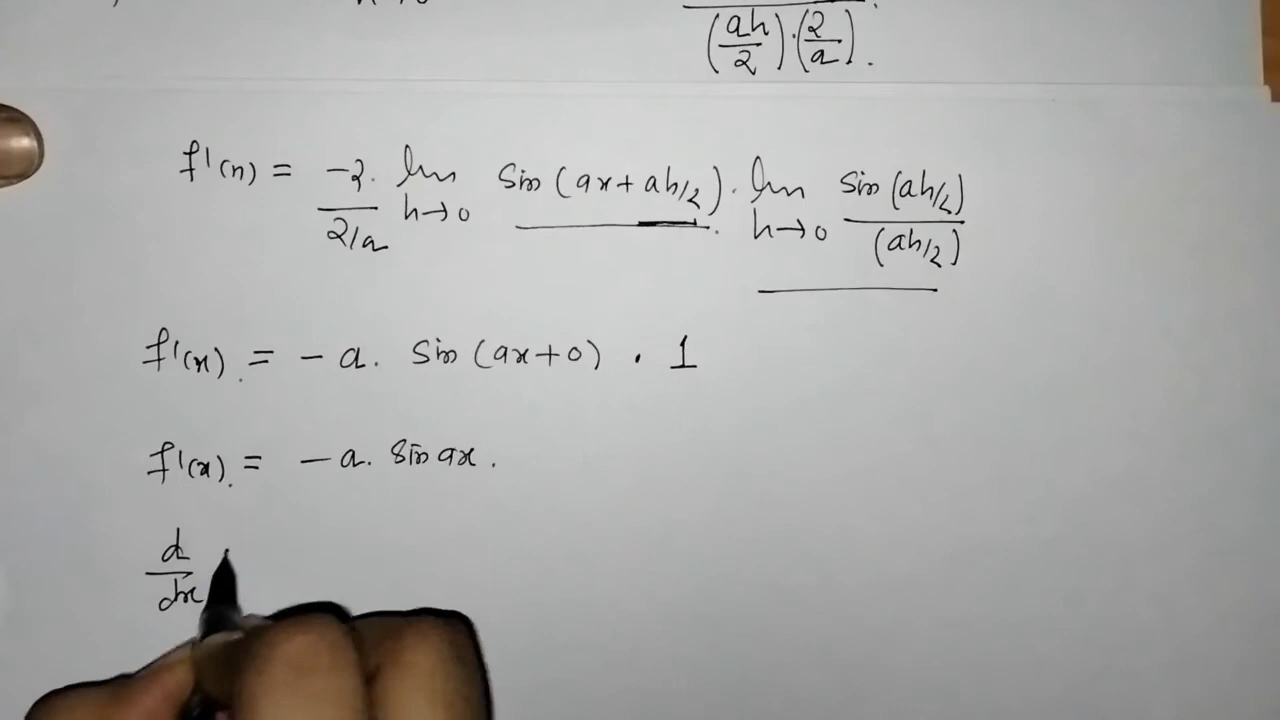 (ah/2)·(2/a).
f'(x) = -2/(2/a) · lim h→0 sin(ax + ah/2) · lim h→0 sin(ah/2)/(ah/2)
f'(x) = - a. sin (ax+0) · 1
f'(x) = - a. sin ax.
d/dx